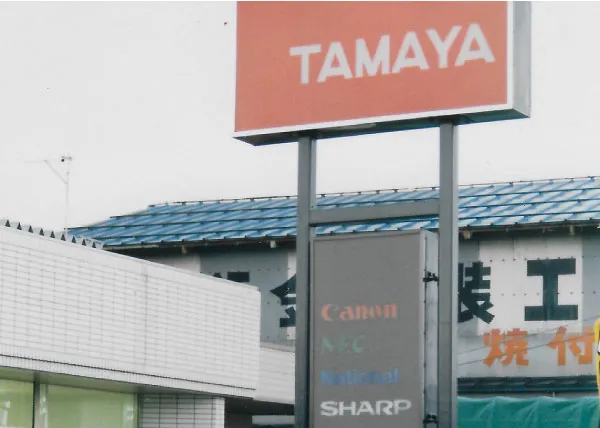 TAMAYA
Canon
NEC
National
SHARP
装工
焼付